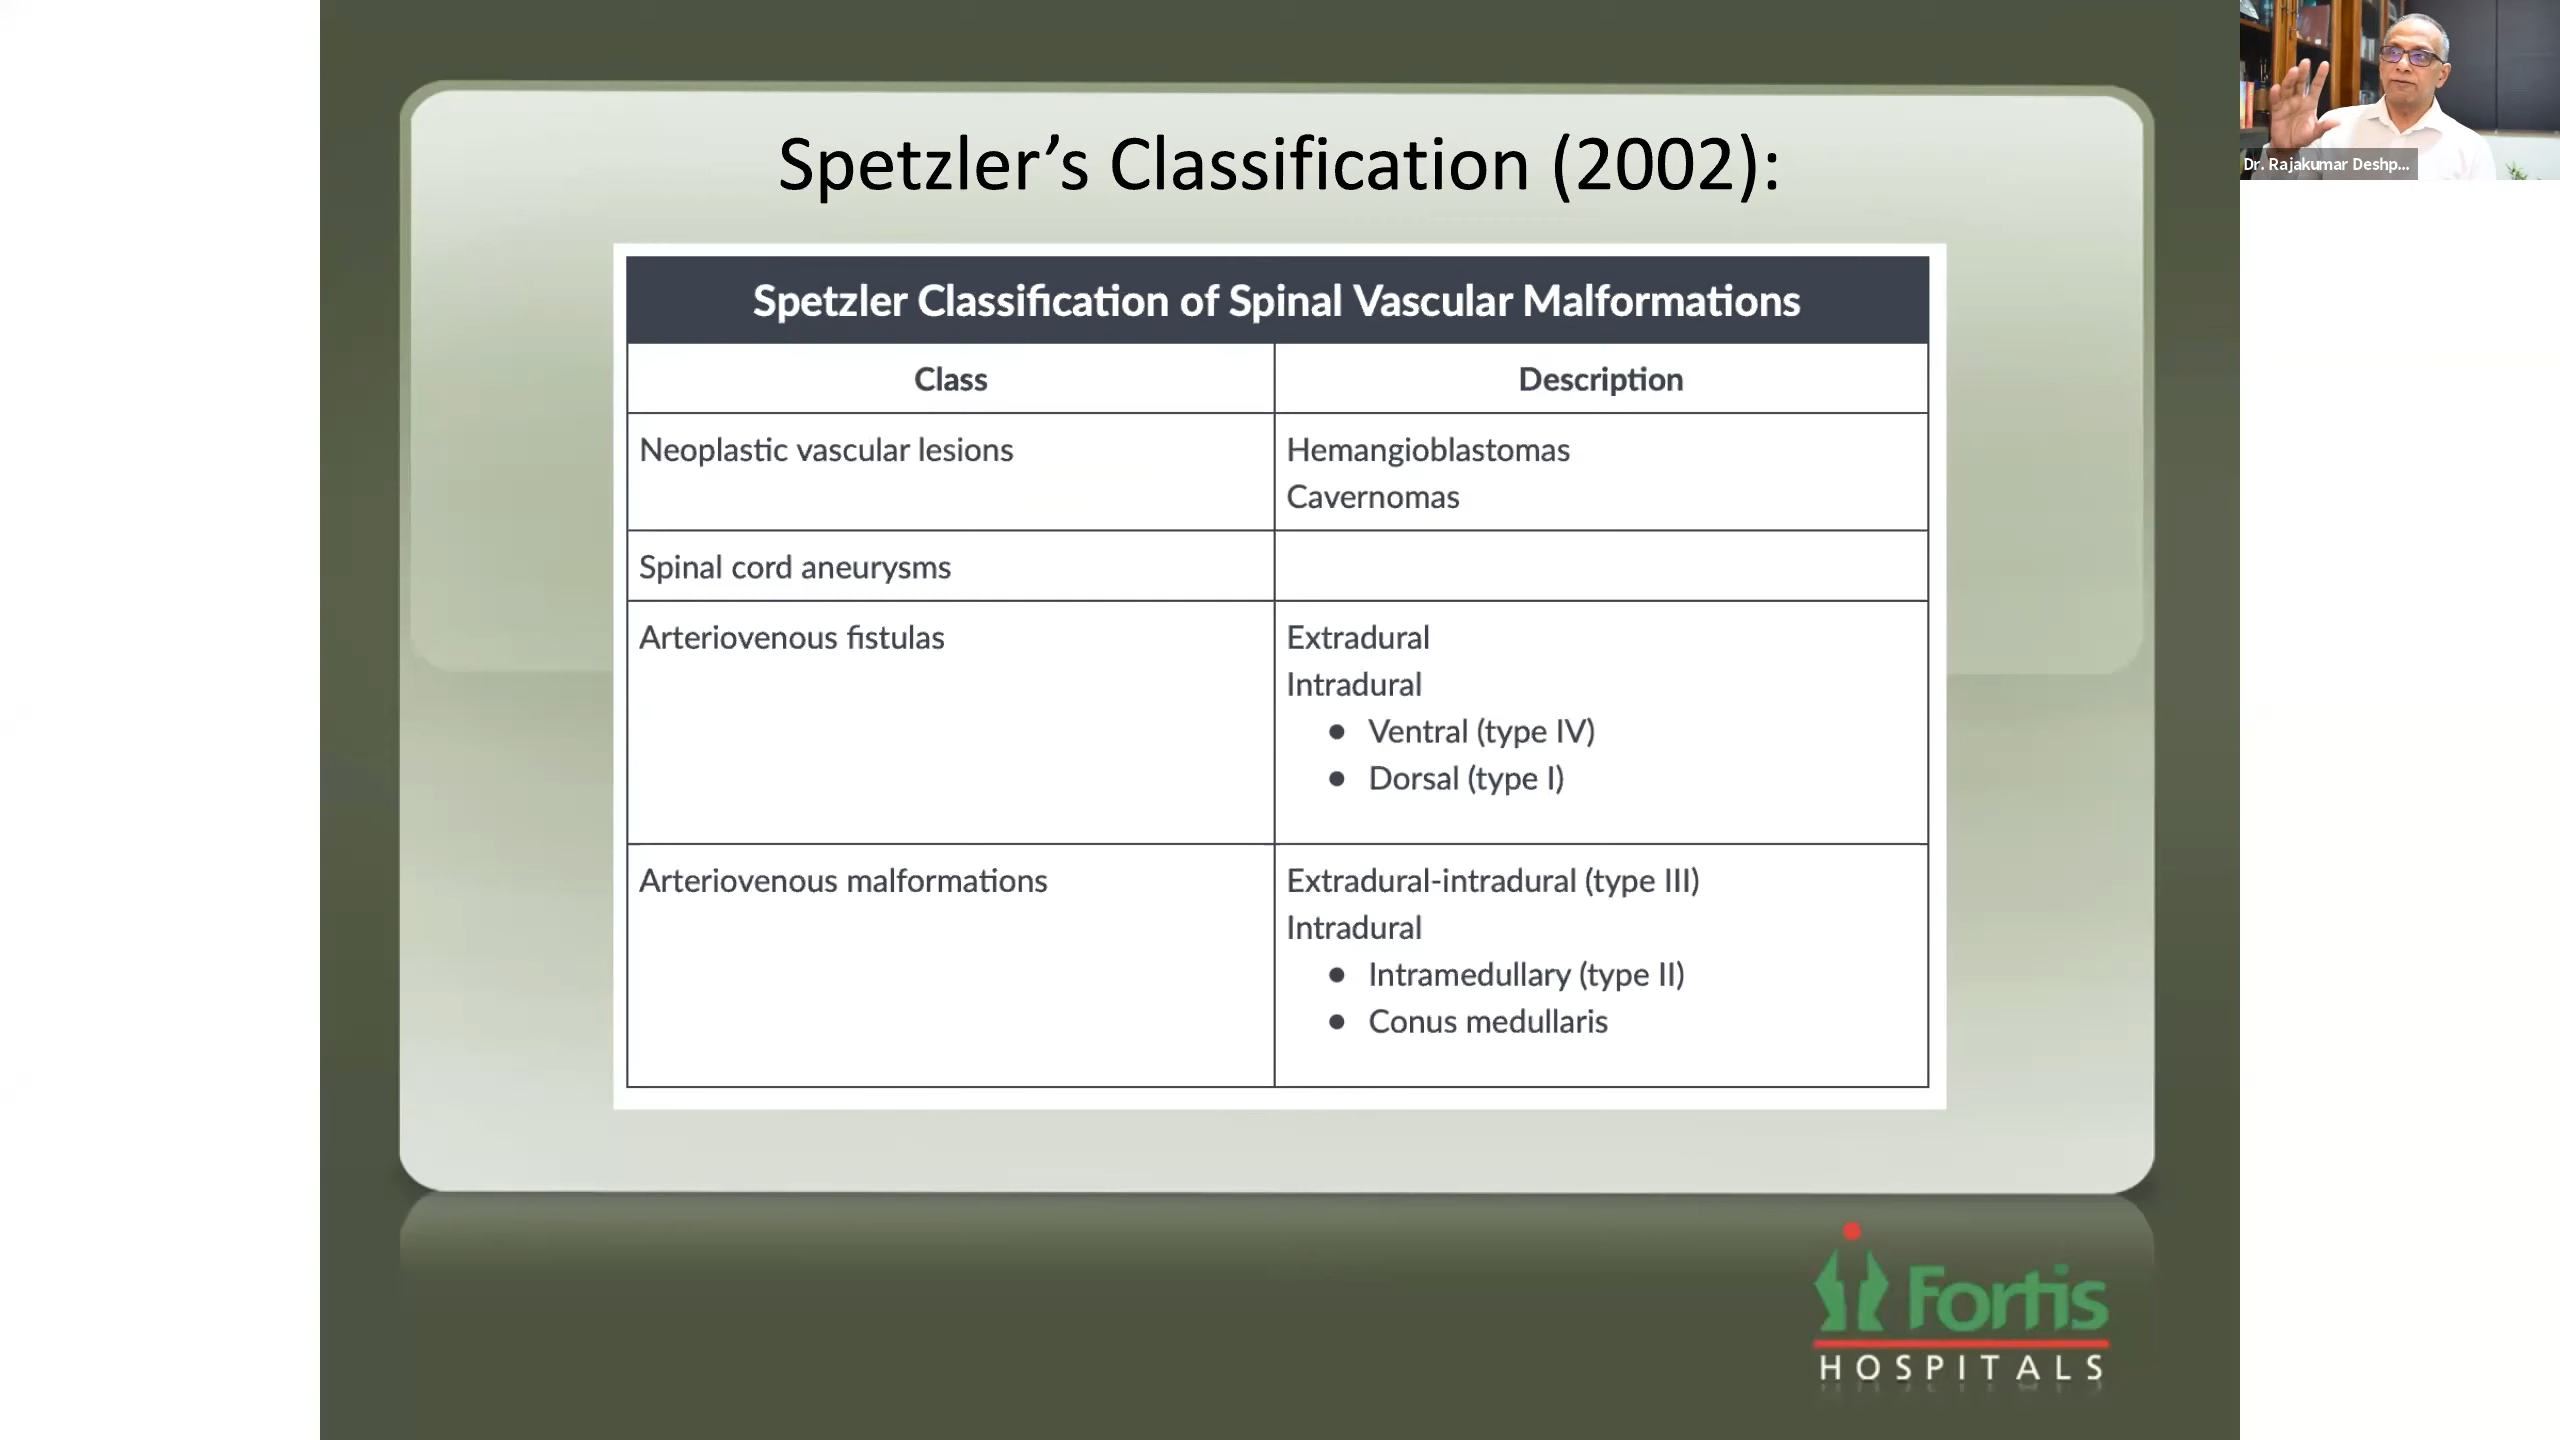 Spetzler’s Classification (2002):
Spetzler Classification of Spinal Vascular Malformations
Class Description
Neoplastic vascular lesions Hemangioblastomas
Cavernomas
Spinal cord aneurysms
Arteriovenous fistulas Extradural
Intradural
● Ventral (type IV)
● Dorsal (type I)
Arteriovenous malformations Extradural-intradural (type III)
Intradural
● Intramedullary (type II)
● Conus medullaris
Fortis
HOSPITALS
Dr. Rajakumar Deshp...